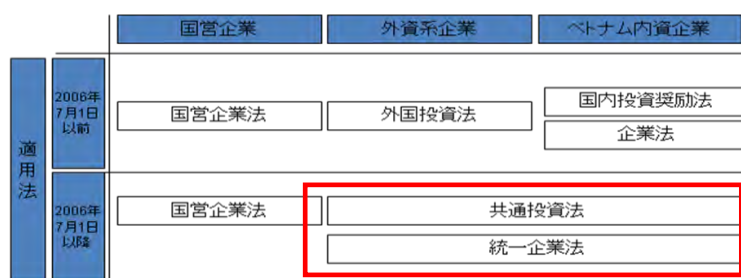 国営企業 外資系企業 ベトナム内資企業
適用法
2006年
7月1日
以前
国営企業法 外国投資法 国内投資奨励法
企業法
2006年
7月1日
以降
国営企業法 共通投資法
統一企業法